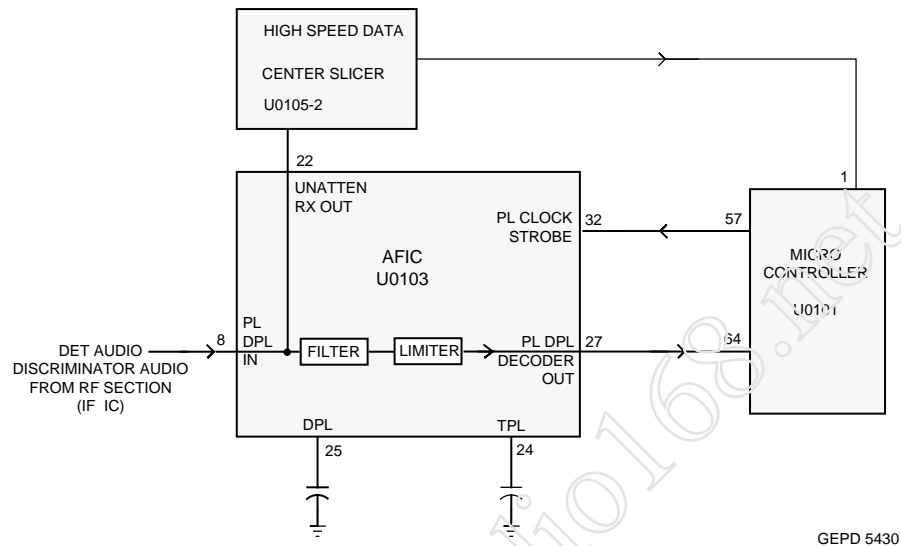 HIGH SPEED DATA
CENTER SLICER
U0105-2
22
UNATTEN
RX OUT
1
PL CLOCK
STROBE
32
57
AFIC
U0103
MICRO
CONTROLLER
U0101
DET AUDIO
DISCRIMINATOR AUDIO
FROM RF SECTION
(IF IC)
8
PL
DPL
IN
FILTER
LIMITER
PL DPL
DECODER
OUT
27
64
DPL
25
TPL
24
GEPD 5430